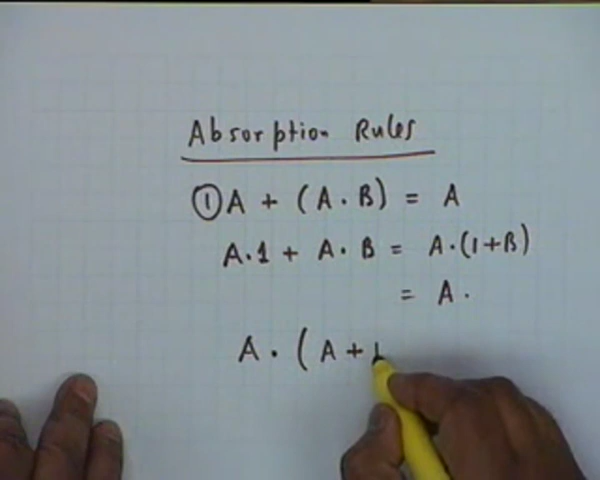 Absorption Rules
① A + (A · B) = A
A · 1 + A · B = A · (1 + B)
= A ·
A · ( A +